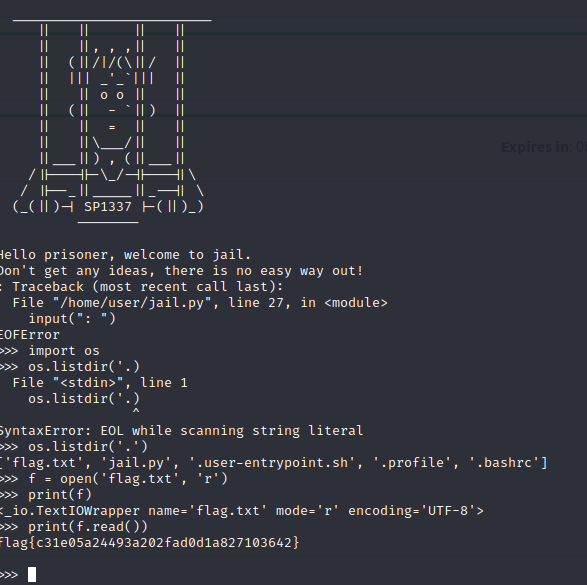 Expires in: 0
SP1337
Hello prisoner, welcome to jail.
Don't get any ideas, there is no easy way out!
: Traceback (most recent call last):
  File "/home/user/jail.py", line 27, in <module>
    input(": ")
EOFError
>>> import os
>>> os.listdir('.)
  File "<stdin>", line 1
    os.listdir('.)
                 ^
SyntaxError: EOL while scanning string literal
>>> os.listdir('.')
['flag.txt', 'jail.py', '.user-entrypoint.sh', '.profile', '.bashrc']
>>> f = open('flag.txt', 'r')
>>> print(f)
<_io.TextIOWrapper name='flag.txt' mode='r' encoding='UTF-8'>
>>> print(f.read())
flag{c31e05a24493a202fad0d1a827103642}

>>>